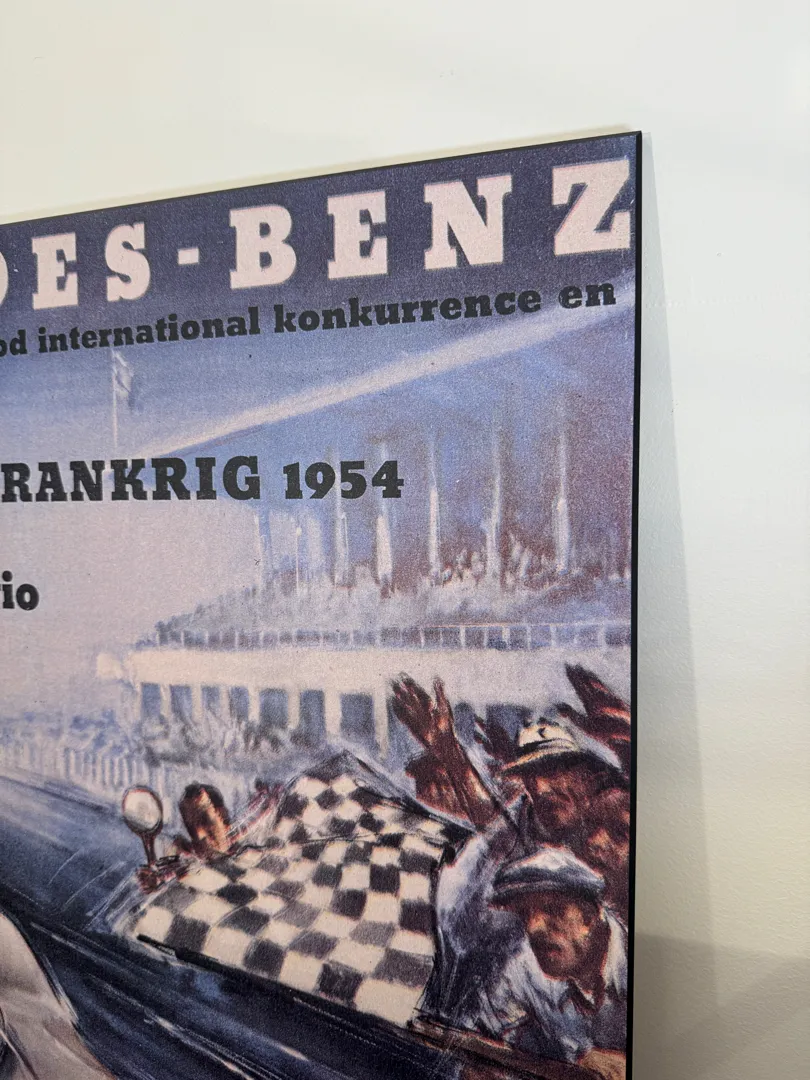 DES-BENZ
od international konkurrence en
RANKRIG 1954
io